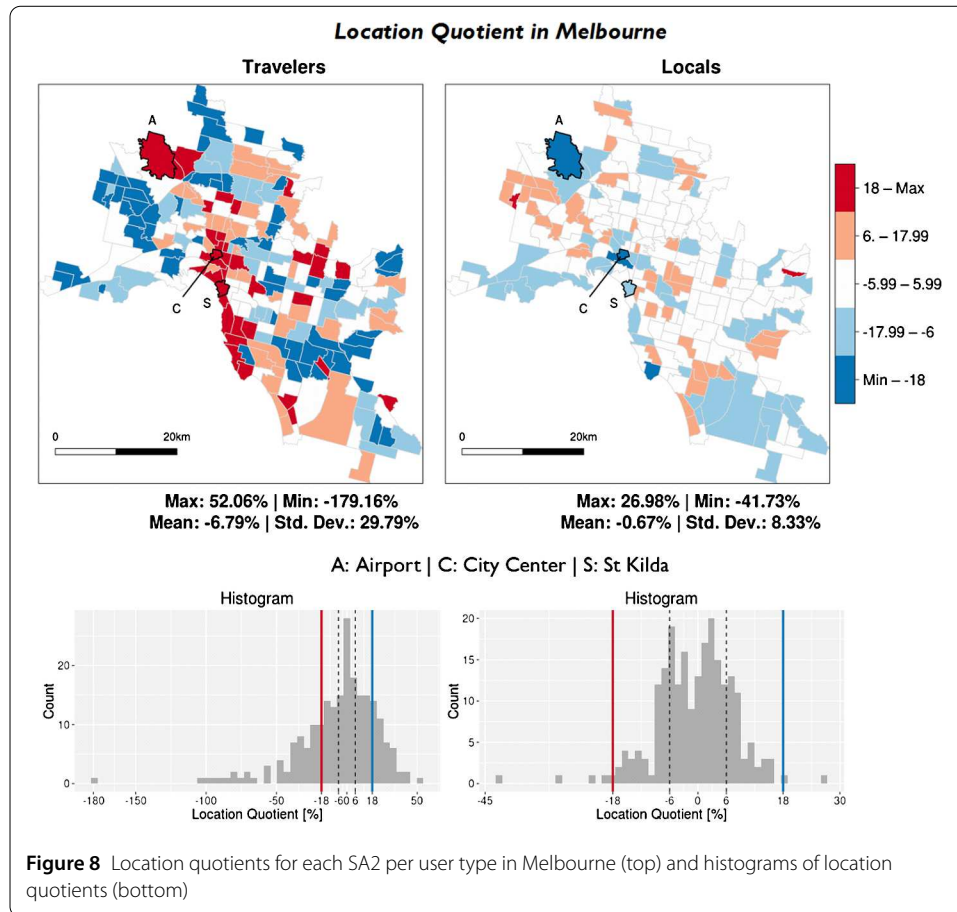 Location Quotient in Melbourne
Travelers
Locals
A
C
S
A
C
S
18 – Max
6. – 17.99
-5.99 – 5.99
-17.99 – -6
Min – -18
0 20km
0 20km
Max: 52.06% | Min: -179.16%
Mean: -6.79% | Std. Dev.: 29.79%
Max: 26.98% | Min: -41.73%
Mean: -0.67% | Std. Dev.: 8.33%
A: Airport | C: City Center | S: St Kilda
Histogram
Count
20
10
0
-180 -150 -100 -50 -18 -6 0 6 18 50
Location Quotient [%]
Histogram
Count
20
15
10
5
0
-45 -18 -6 0 6 18 30
Location Quotient [%]
Figure 8 Location quotients for each SA2 per user type in Melbourne (top) and histograms of location
quotients (bottom)